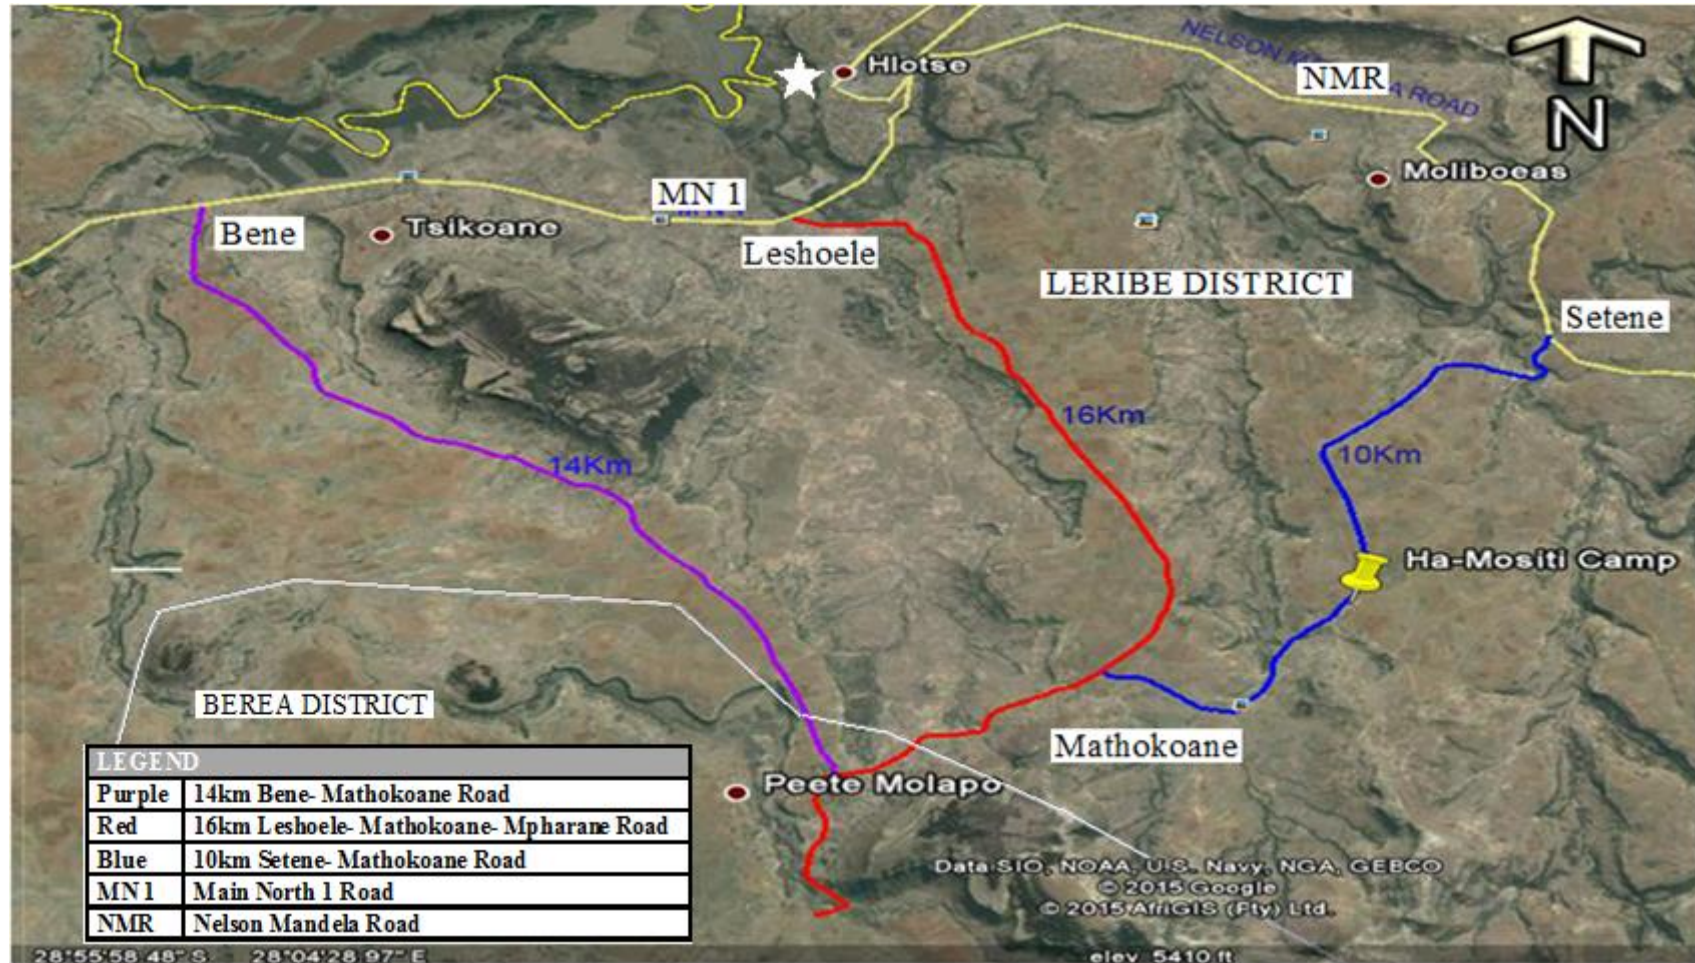 Hlotse
NELSON
ROAD
NMR
N
Moliboeas
MN 1
Bene
Tsikoane
Leshoele
LERIBE DISTRICT
Setene
16Km
10Km
14Km
Ha-Mositi Camp
BEREA DISTRICT
Mathokoane
Peete Molapo
LEGEND
Purple 14km Bene- Mathokoane Road
Red 16km Leshoele- Mathokoane- Mpharane Road
Blue 10km Setene- Mathokoane Road
MN 1 Main North 1 Road
NMR Nelson Mandela Road
Data SIO, NOAA, U.S. Navy, NGA, GEBCO
© 2015 Google
© 2015 AfriGIS (Pty) Ltd.
28°55'58.48" S 28°04'28.97" E elev 5410 ft